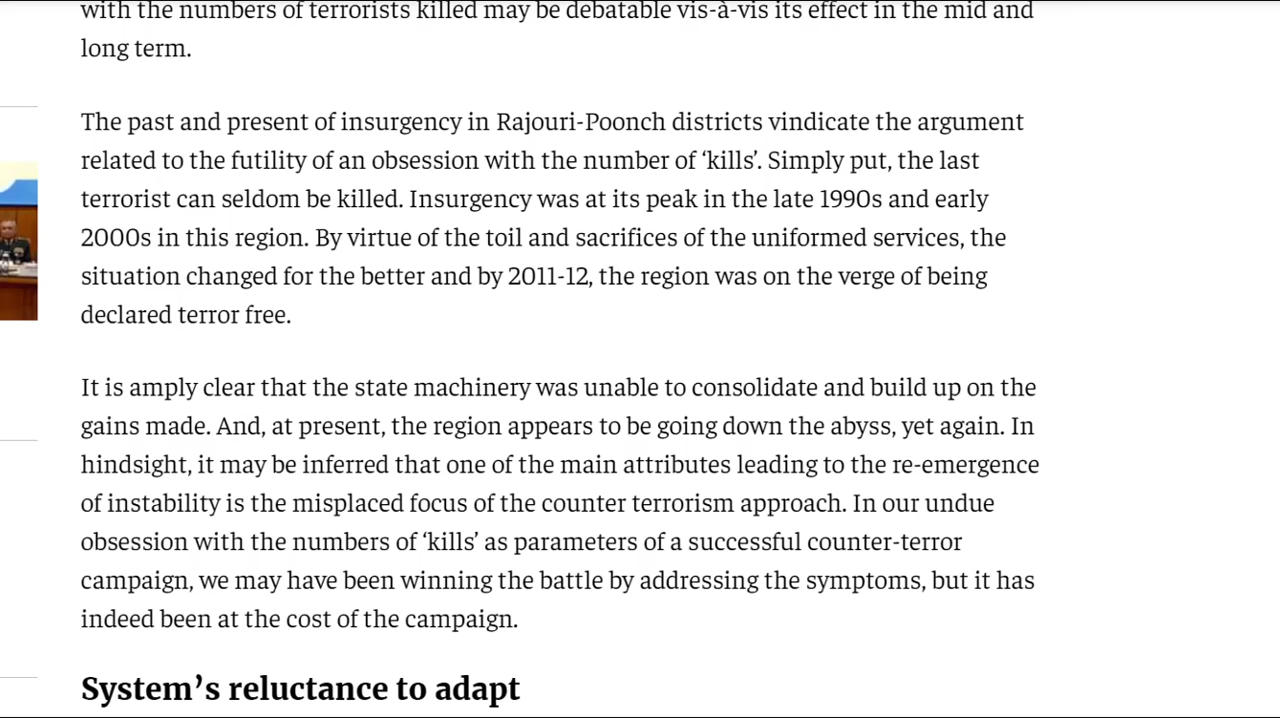 with the numbers of terrorists killed may be debatable vis-à-vis its effect in the mid and
long term.
The past and present of insurgency in Rajouri-Poonch districts vindicate the argument
related to the futility of an obsession with the number of ‘kills’. Simply put, the last
terrorist can seldom be killed. Insurgency was at its peak in the late 1990s and early
2000s in this region. By virtue of the toil and sacrifices of the uniformed services, the
situation changed for the better and by 2011-12, the region was on the verge of being
declared terror free.
It is amply clear that the state machinery was unable to consolidate and build up on the
gains made. And, at present, the region appears to be going down the abyss, yet again. In
hindsight, it may be inferred that one of the main attributes leading to the re-emergence
of instability is the misplaced focus of the counter terrorism approach. In our undue
obsession with the numbers of ‘kills’ as parameters of a successful counter-terror
campaign, we may have been winning the battle by addressing the symptoms, but it has
indeed been at the cost of the campaign.
System’s reluctance to adapt